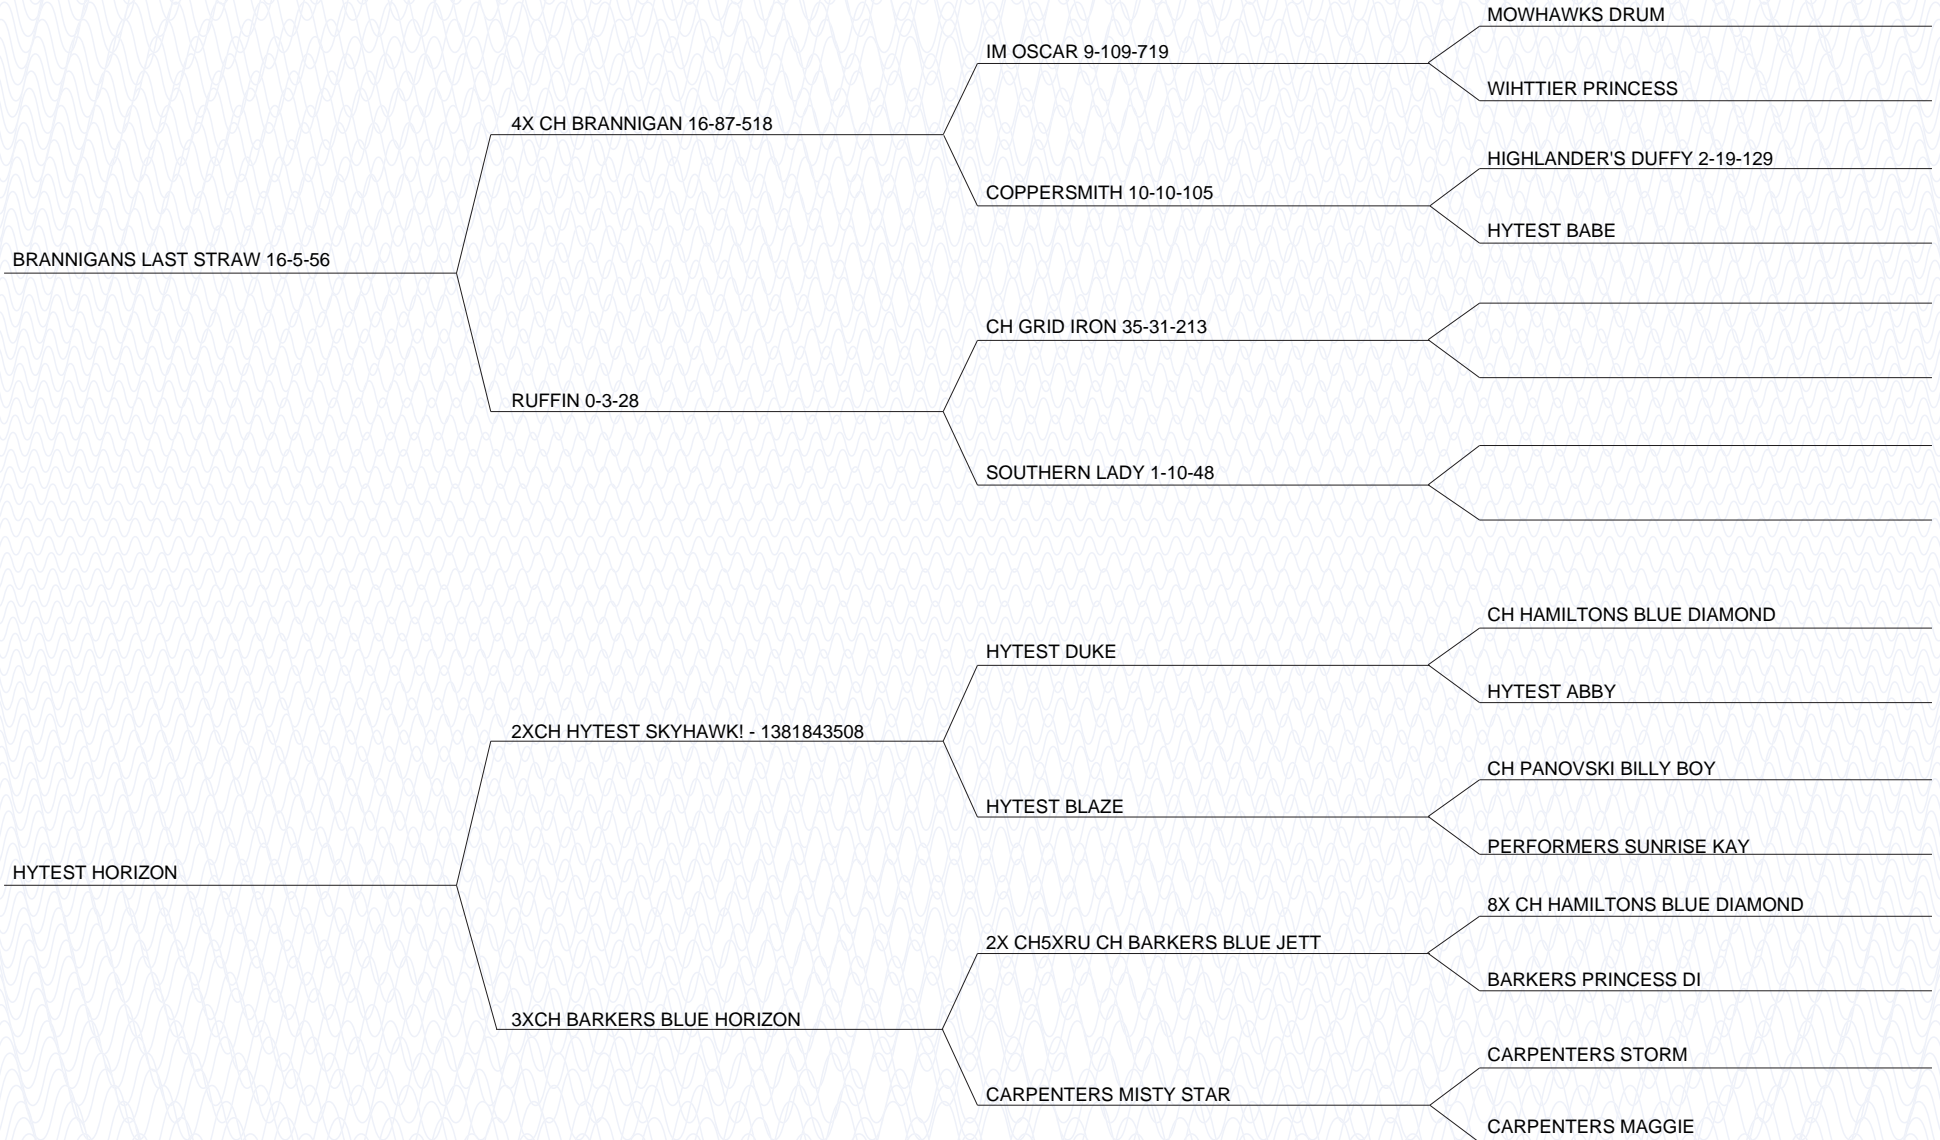 MOWHAWKS DRUM
IM OSCAR 9-109-719
WIHTTIER PRINCESS
4X CH BRANNIGAN 16-87-518
HIGHLANDER'S DUFFY 2-19-129
COPPERSMITH 10-10-105
HYTEST BABE
BRANNIGANS LAST STRAW 16-5-56
CH GRID IRON 35-31-213
RUFFIN 0-3-28
SOUTHERN LADY 1-10-48
CH HAMILTONS BLUE DIAMOND
HYTEST DUKE
HYTEST ABBY
2XCH HYTEST SKYHAWK! - 1381843508
CH PANOVSKI BILLY BOY
HYTEST BLAZE
PERFORMERS SUNRISE KAY
HYTEST HORIZON
8X CH HAMILTONS BLUE DIAMOND
2X CH5XRU CH BARKERS BLUE JETT
BARKERS PRINCESS DI
3XCH BARKERS BLUE HORIZON
CARPENTERS STORM
CARPENTERS MISTY STAR
CARPENTERS MAGGIE